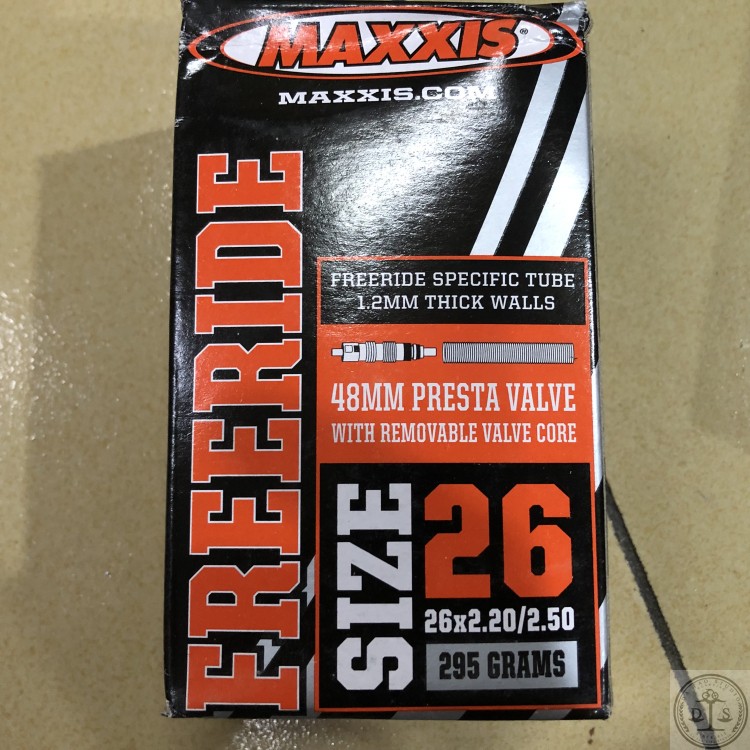 MAXXIS®
MAXXIS.COM
FREERIDE
FREERIDE SPECIFIC TUBE
1.2MM THICK WALLS
48MM PRESTA VALVE
WITH REMOVABLE VALVE CORE
SIZE
26
26x2.20/2.50
295 GRAMS
D S